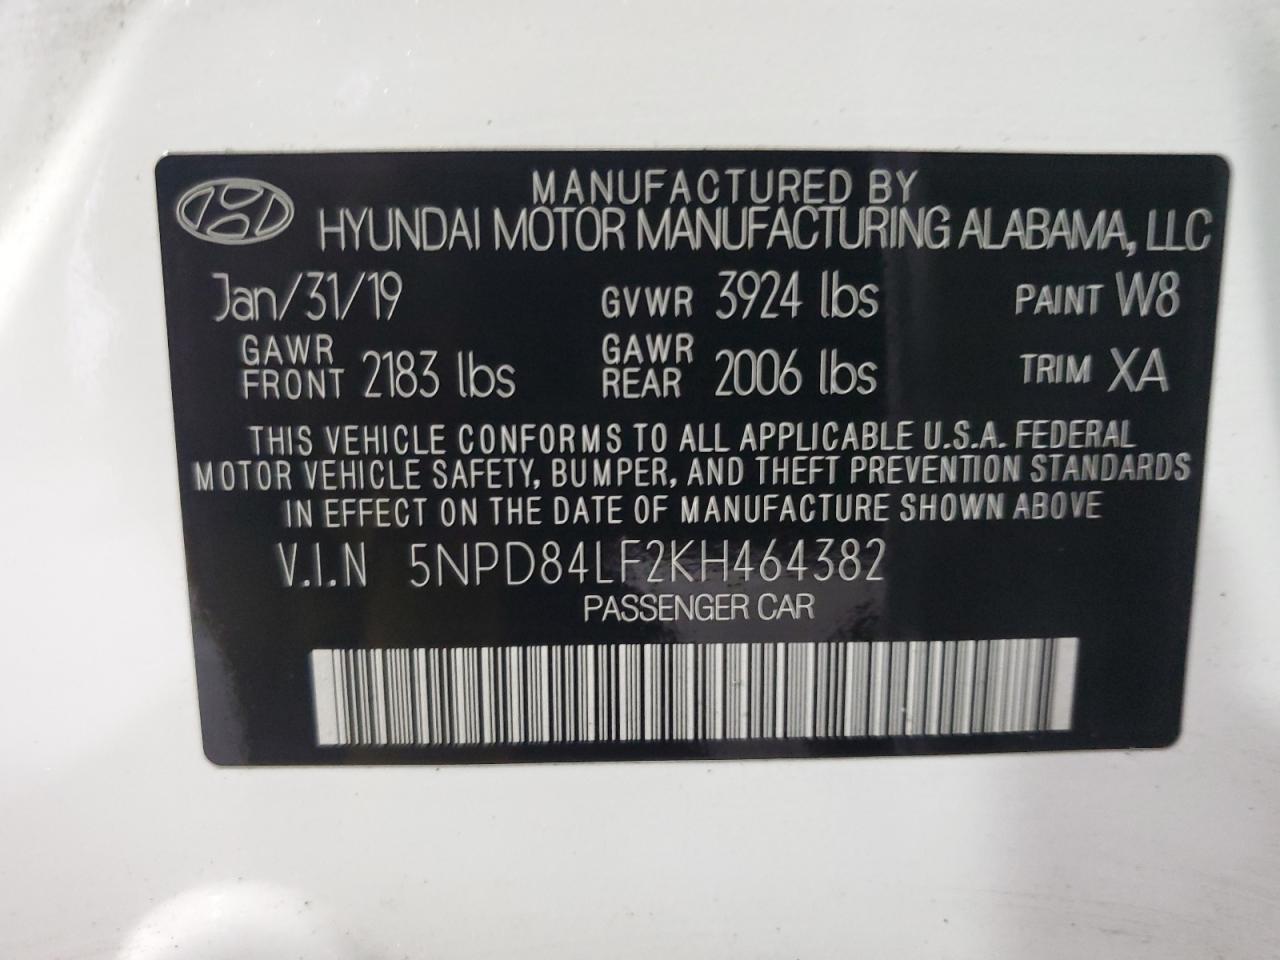 MANUFACTURED BY
HYUNDAI MOTOR MANUFACTURING ALABAMA, LLC
Jan/31/19 GVWR 3924 lbs PAINT W8
GAWR FRONT 2183 lbs GAWR REAR 2006 lbs TRIM XA
THIS VEHICLE CONFORMS TO ALL APPLICABLE U.S.A. FEDERAL
MOTOR VEHICLE SAFETY, BUMPER, AND THEFT PREVENTION STANDARDS
IN EFFECT ON THE DATE OF MANUFACTURE SHOWN ABOVE
V.I.N 5NPD84LF2KH464382
PASSENGER CAR